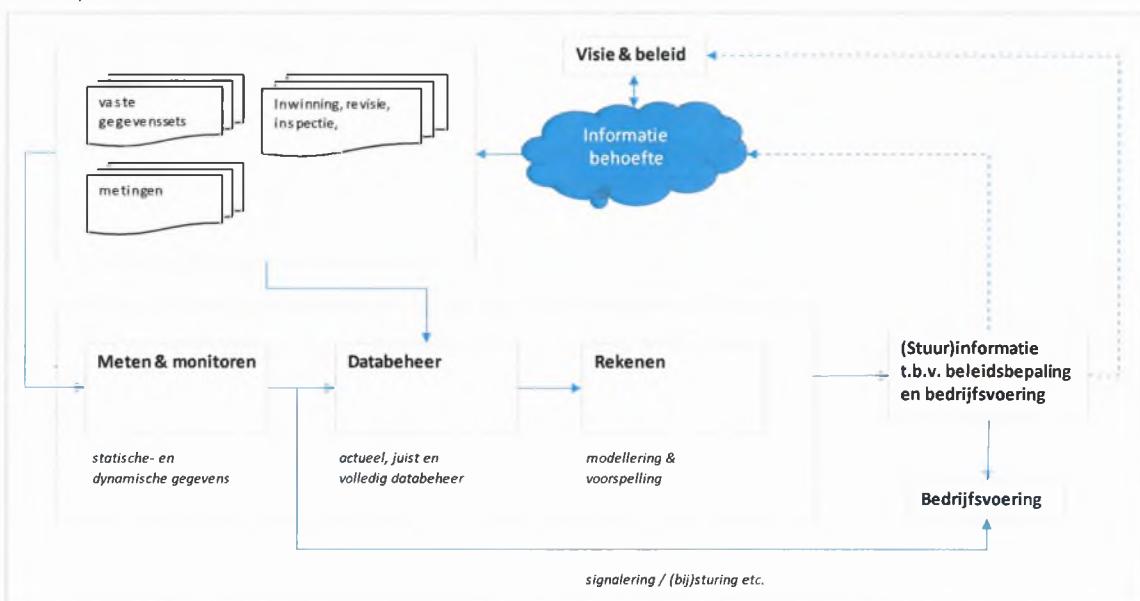 Visie & beleid
vaste
gegevenssets
Inwinning, revisie,
inspectie,
Informatie
behoefte
metingen
Meten & monitoren
Databeheer
Rekenen
(Stuur)informatie
t.b.v. beleidsbepaling
en bedrijfsvoering
statische- en
dynamische gegevens
actueel, juist en
volledig databeheer
modellering &
voorspelling
Bedrijfsvoering
signalering / (bij)sturing etc.